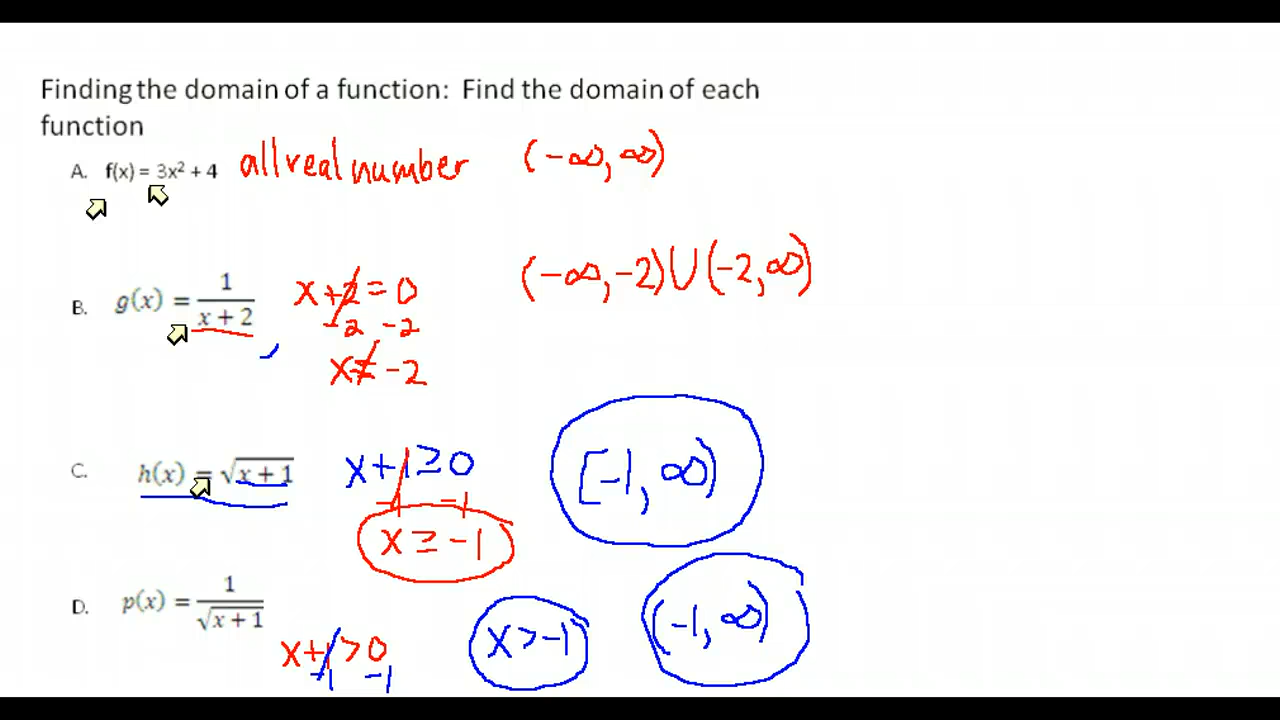 Finding the domain of a function: Find the domain of each
function
A. f(x) = 3x² + 4 all real number (-∞, ∞)
B. g(x) = 1/(x + 2) x+2 = 0 (-∞, -2) ∪ (-2, ∞)
-2 -2
x ≠ -2
C. h(x) = √(x + 1) x+1 ≥ 0 [-1, ∞)
-1 -1
x ≥ -1
D. p(x) = 1/√(x + 1) x+1 > 0 x > -1 (-1, ∞)
-1 -1